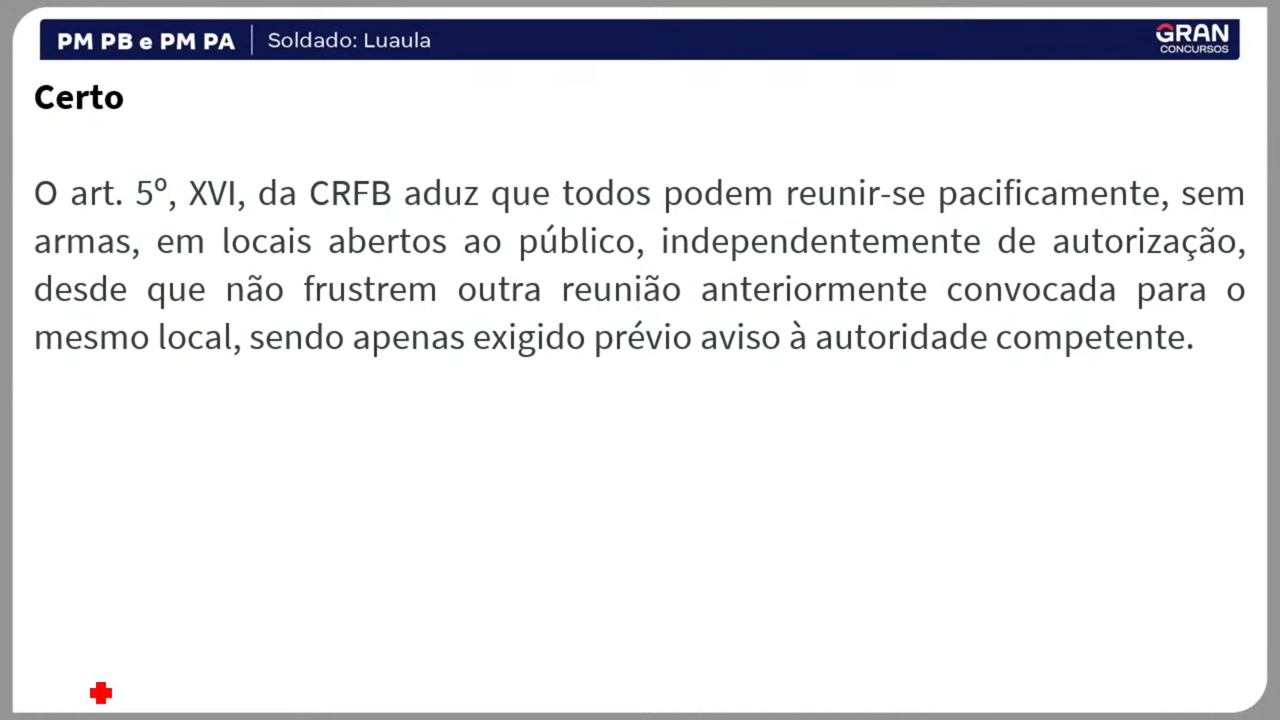 PM PB e PM PA | Soldado: Luaula
GRAN
CONCURSOS
Certo
O art. 5º, XVI, da CRFB aduz que todos podem reunir-se pacificamente, sem
armas, em locais abertos ao público, independentemente de autorização,
desde que não frustrem outra reunião anteriormente convocada para o
mesmo local, sendo apenas exigido prévio aviso à autoridade competente.